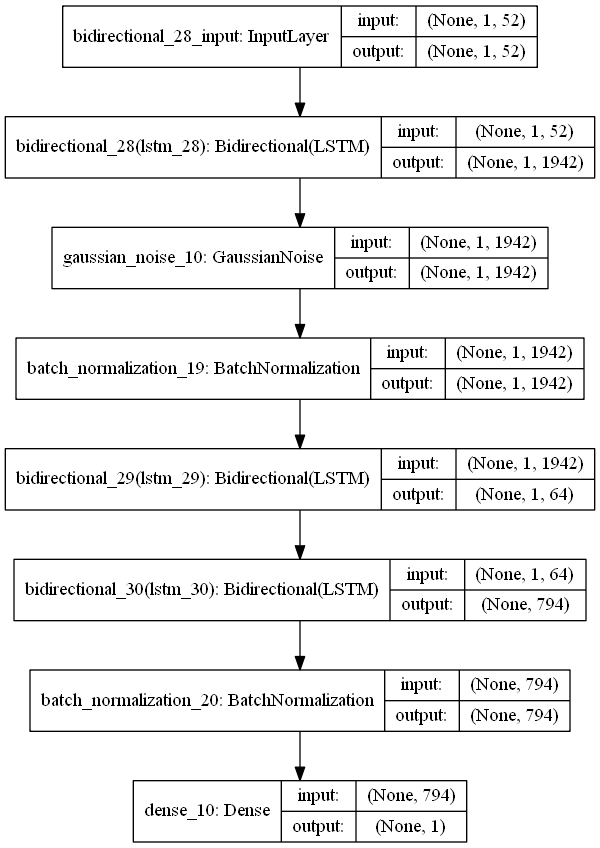 bidirectional_28_input: InputLayer input: (None, 1, 52)
output: (None, 1, 52)
bidirectional_28(lstm_28): Bidirectional(LSTM) input: (None, 1, 52)
output: (None, 1, 1942)
gaussian_noise_10: GaussianNoise input: (None, 1, 1942)
output: (None, 1, 1942)
batch_normalization_19: BatchNormalization input: (None, 1, 1942)
output: (None, 1, 1942)
bidirectional_29(lstm_29): Bidirectional(LSTM) input: (None, 1, 1942)
output: (None, 1, 64)
bidirectional_30(lstm_30): Bidirectional(LSTM) input: (None, 1, 64)
output: (None, 794)
batch_normalization_20: BatchNormalization input: (None, 794)
output: (None, 794)
dense_10: Dense input: (None, 794)
output: (None, 1)